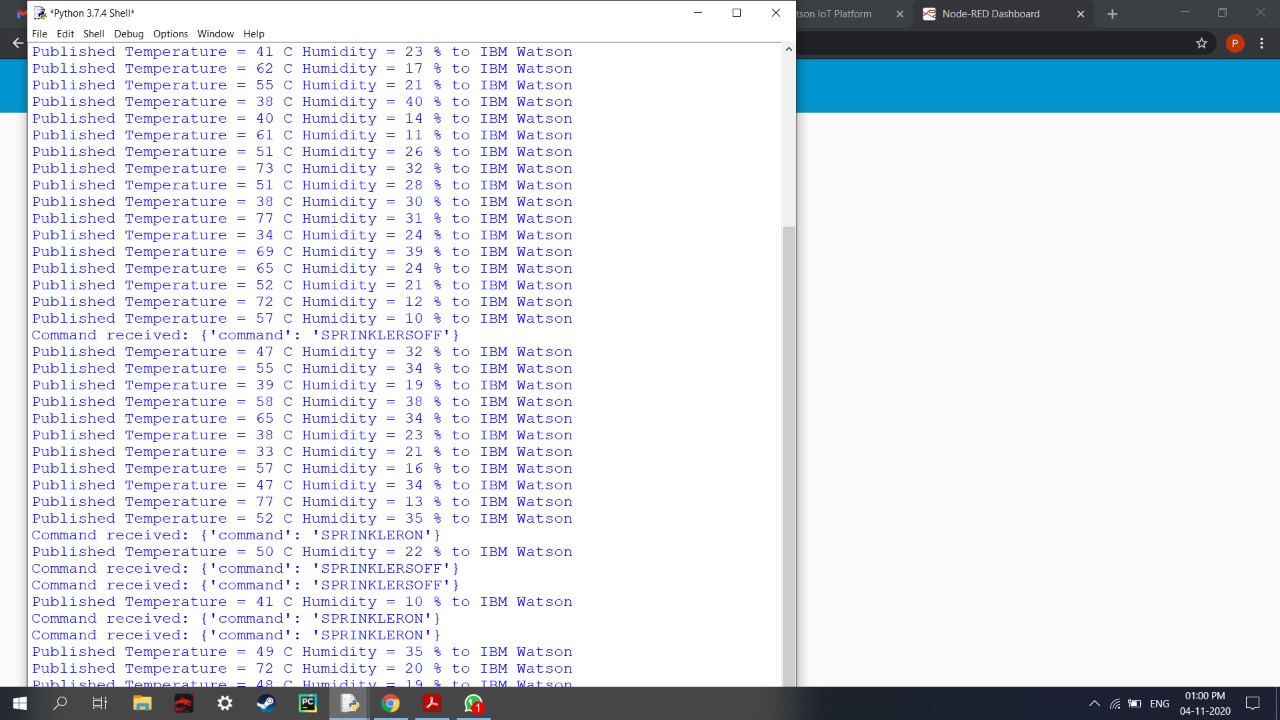 *Python 3.7.4 Shell*
File Edit Shell Debug Options Window Help
tson IoT Platform
Node-RED Dashboard
P
Published Temperature = 41 C Humidity = 23 % to IBM Watson
Published Temperature = 62 C Humidity = 17 % to IBM Watson
Published Temperature = 55 C Humidity = 21 % to IBM Watson
Published Temperature = 38 C Humidity = 40 % to IBM Watson
Published Temperature = 40 C Humidity = 14 % to IBM Watson
Published Temperature = 61 C Humidity = 11 % to IBM Watson
Published Temperature = 51 C Humidity = 26 % to IBM Watson
Published Temperature = 73 C Humidity = 32 % to IBM Watson
Published Temperature = 51 C Humidity = 28 % to IBM Watson
Published Temperature = 38 C Humidity = 30 % to IBM Watson
Published Temperature = 77 C Humidity = 31 % to IBM Watson
Published Temperature = 34 C Humidity = 24 % to IBM Watson
Published Temperature = 69 C Humidity = 39 % to IBM Watson
Published Temperature = 65 C Humidity = 24 % to IBM Watson
Published Temperature = 52 C Humidity = 21 % to IBM Watson
Published Temperature = 72 C Humidity = 12 % to IBM Watson
Published Temperature = 57 C Humidity = 10 % to IBM Watson
Command received: {'command': 'SPRINKLERSOFF'}
Published Temperature = 47 C Humidity = 32 % to IBM Watson
Published Temperature = 55 C Humidity = 34 % to IBM Watson
Published Temperature = 39 C Humidity = 19 % to IBM Watson
Published Temperature = 58 C Humidity = 38 % to IBM Watson
Published Temperature = 65 C Humidity = 34 % to IBM Watson
Published Temperature = 38 C Humidity = 23 % to IBM Watson
Published Temperature = 33 C Humidity = 21 % to IBM Watson
Published Temperature = 57 C Humidity = 16 % to IBM Watson
Published Temperature = 47 C Humidity = 34 % to IBM Watson
Published Temperature = 77 C Humidity = 13 % to IBM Watson
Published Temperature = 52 C Humidity = 35 % to IBM Watson
Command received: {'command': 'SPRINKLERON'}
Published Temperature = 50 C Humidity = 22 % to IBM Watson
Command received: {'command': 'SPRINKLERSOFF'}
Command received: {'command': 'SPRINKLERSOFF'}
Published Temperature = 41 C Humidity = 10 % to IBM Watson
Command received: {'command': 'SPRINKLERON'}
Command received: {'command': 'SPRINKLERON'}
Published Temperature = 49 C Humidity = 35 % to IBM Watson
Published Temperature = 72 C Humidity = 20 % to IBM Watson
Published Temperature = 48 C Humidity = 19 % to IBM Watson
PC
1
ENG
01:00 PM
04-11-2020